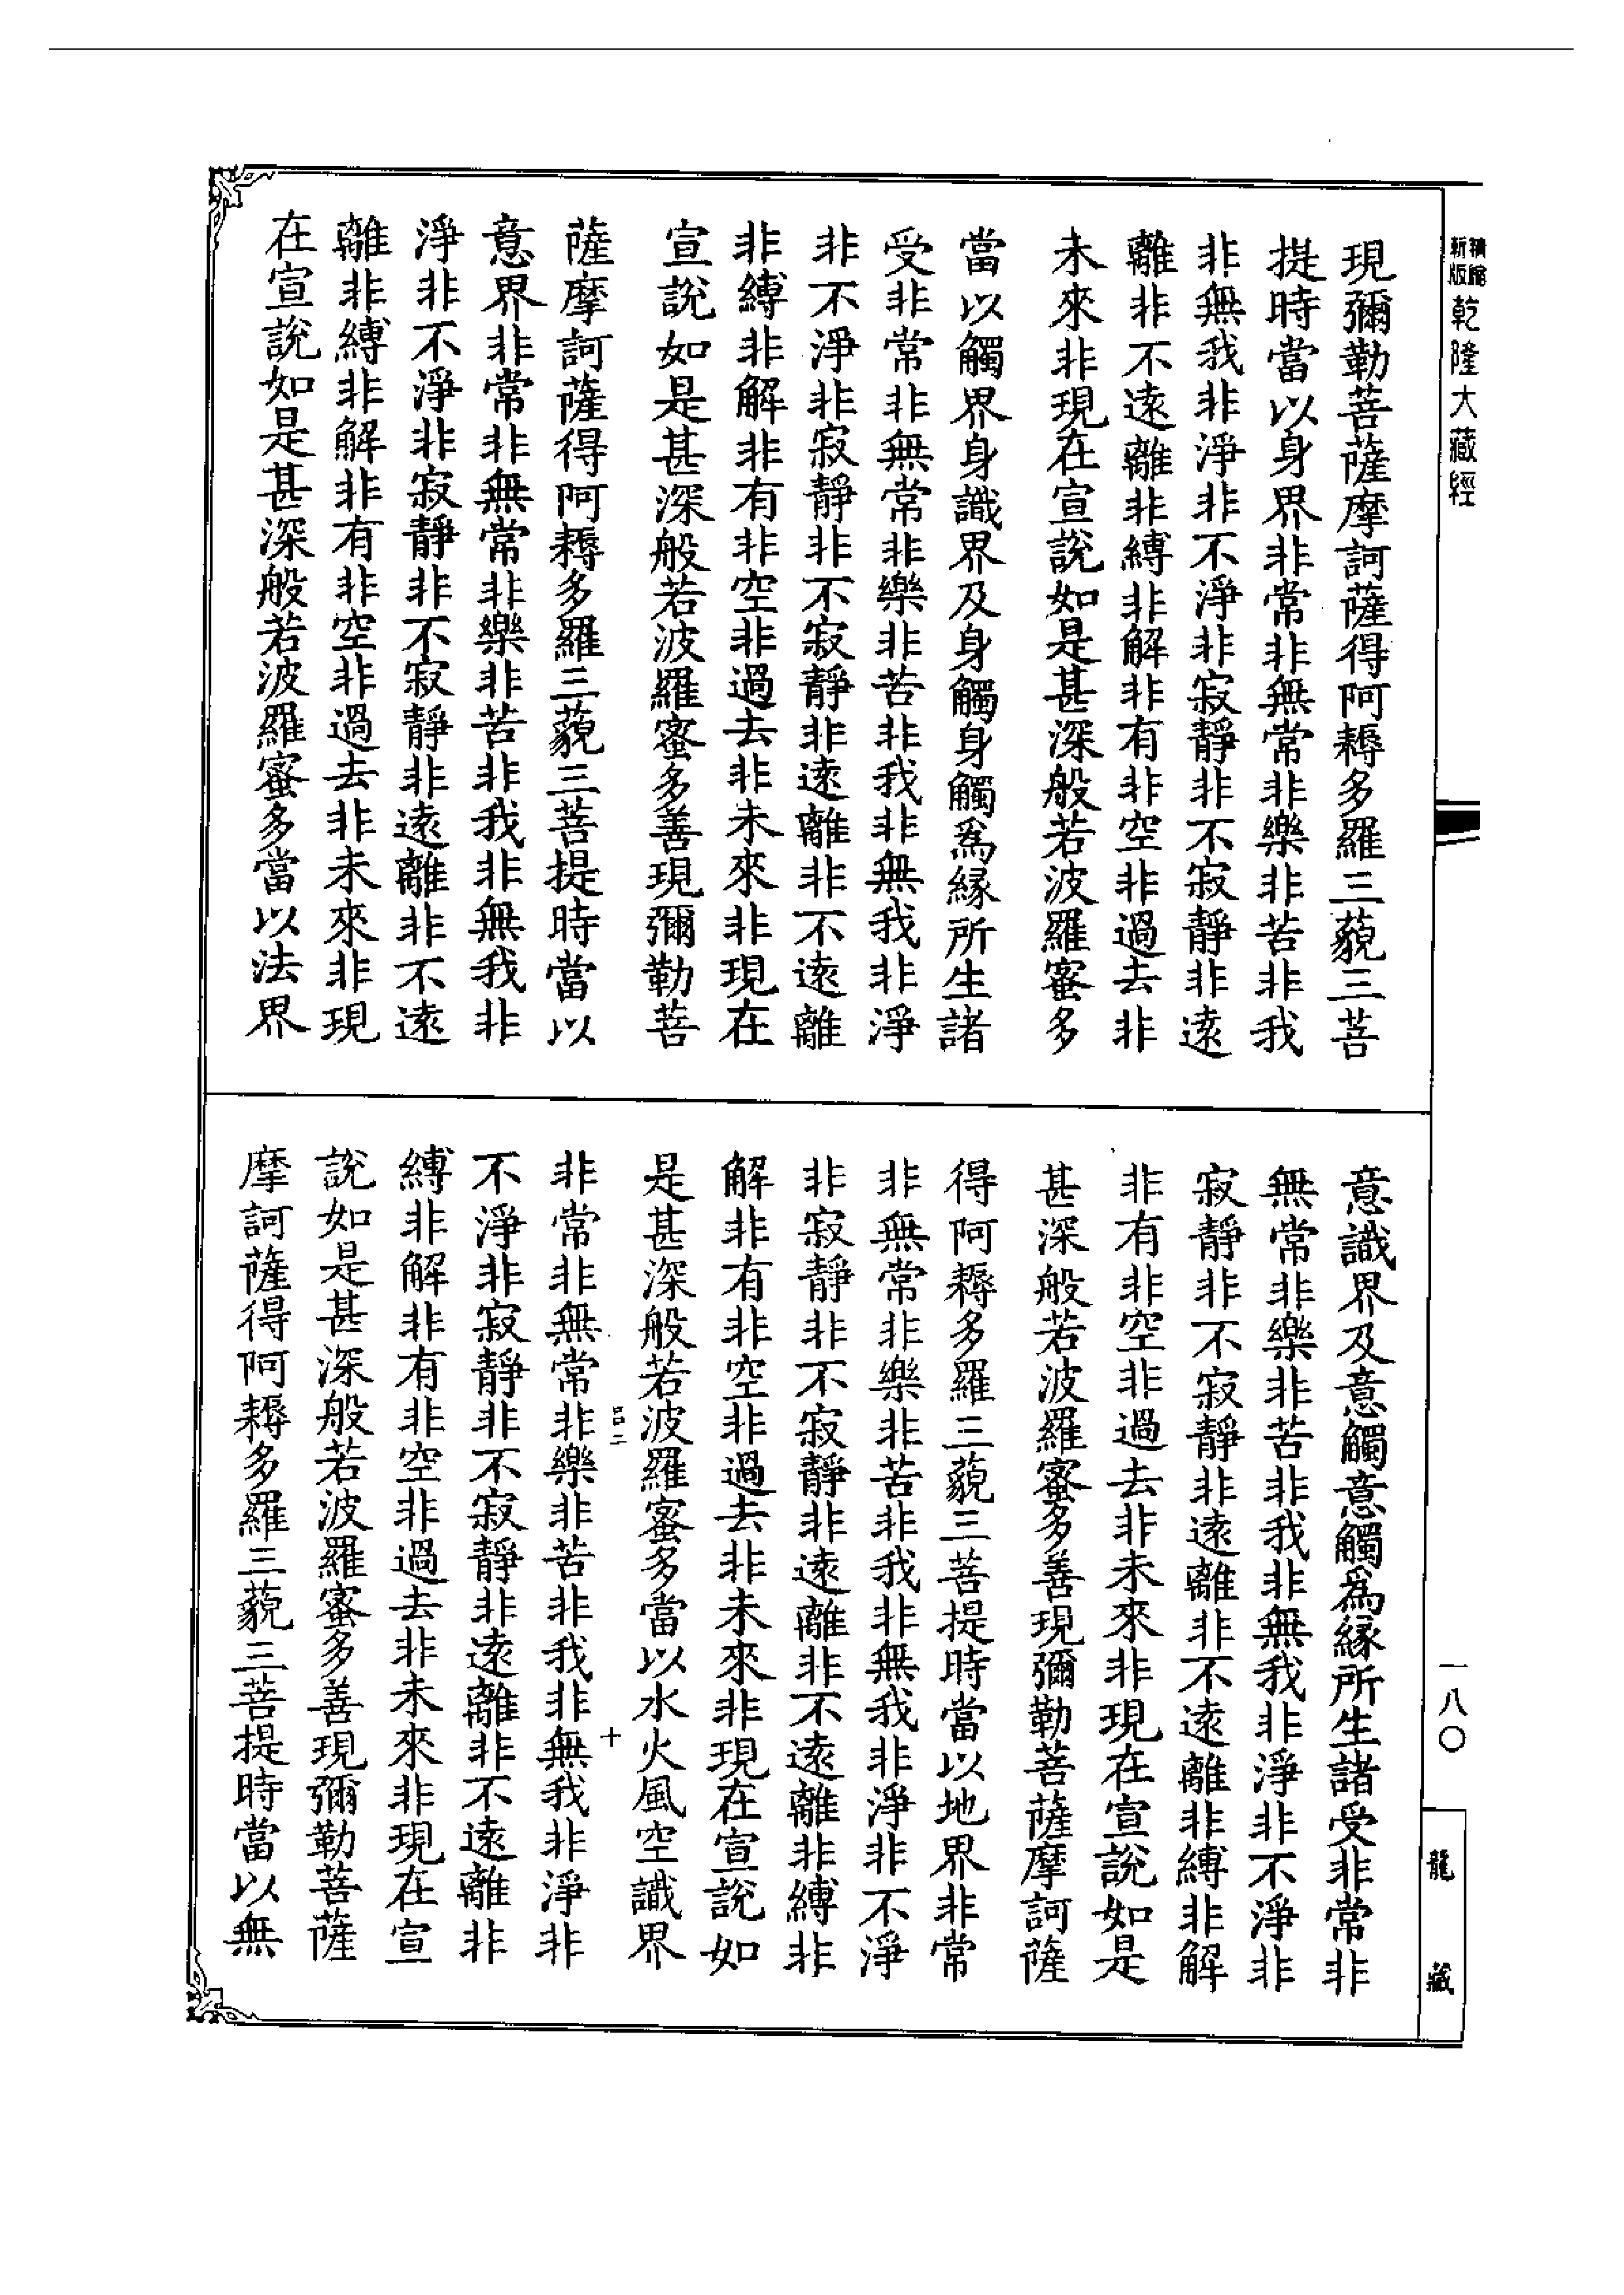 精縮新版乾隆大藏經
現彌勒菩薩摩訶薩得阿耨多羅三藐三菩
提時當以身界非常非無常非樂非苦非我
非無我非淨非不淨非寂靜非不寂靜非遠
離非不遠離非縛非解非有非空非過去非
未來非現在宣說如是甚深般若波羅蜜多
當以觸界身識界及身觸身觸為緣所生諸
受非常非無常非樂非苦非我非無我非淨
非不淨非寂靜非不寂靜非遠離非不遠離
非縛非解非有非空非過去非未來非現在
宣說如是甚深般若波羅蜜多善現彌勒菩
薩摩訶薩得阿耨多羅三藐三菩提時當以
意界非常非無常非樂非苦非我非無我非
淨非不淨非寂靜非不寂靜非遠離非不遠
離非縛非解非有非空非過去非未來非現
在宣說如是甚深般若波羅蜜多當以法界
意識界及意觸意觸為緣所生諸受非常非
無常非樂非苦非我非無我非淨非不淨非
寂靜非不寂靜非遠離非不遠離非縛非解
非有非空非過去非未來非現在宣說如是
甚深般若波羅蜜多善現彌勒菩薩摩訶薩
得阿耨多羅三藐三菩提時當以地界非常
非無常非樂非苦非我非無我非淨非不淨
非寂靜非不寂靜非遠離非不遠離非縛非
解非有非空非過去非未來非現在宣說如
是甚深般若波羅蜜多當以水火風空識界
呂二 十
非常非無常非樂非苦非我非無我非淨非
不淨非寂靜非不寂靜非遠離非不遠離非
縛非解非有非空非過去非未來非現在宣
說如是甚深般若波羅蜜多善現彌勒菩薩
摩訶薩得阿耨多羅三藐三菩提時當以無
一八〇
龍藏